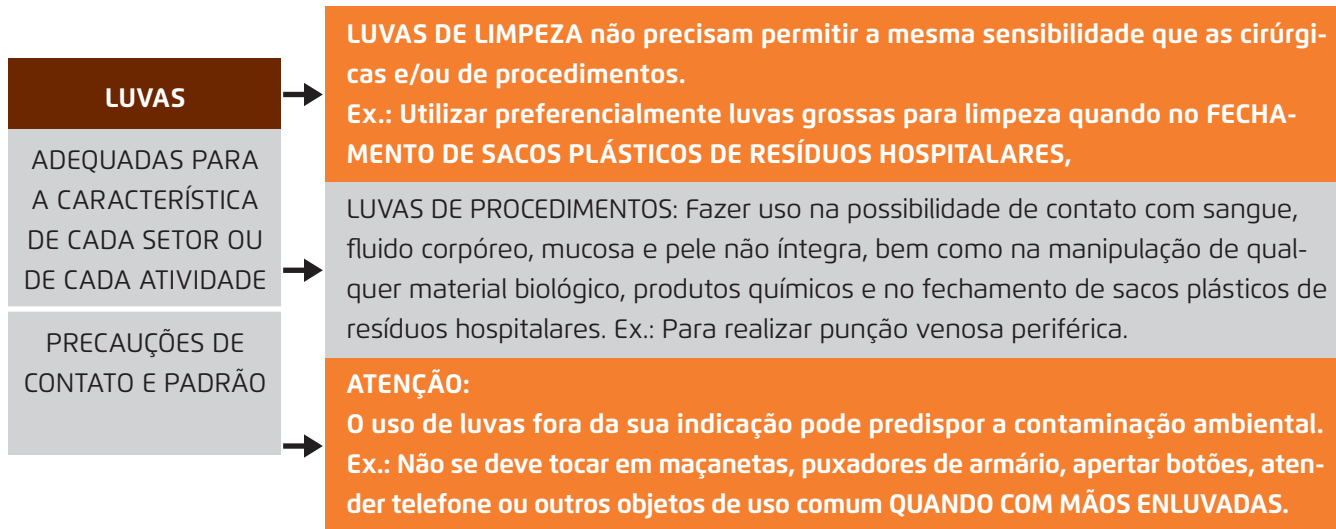 LUVAS
ADEQUADAS PARA
A CARACTERÍSTICA
DE CADA SETOR OU
DE CADA ATIVIDADE
PRECAUÇÕES DE
CONTATO E PADRÃO
LUVAS DE LIMPEZA não precisam permitir a mesma sensibilidade que as cirúrgi-
cas e/ou de procedimentos.
Ex.: Utilizar preferencialmente luvas grossas para limpeza quando no FECHA-
MENTO DE SACOS PLÁSTICOS DE RESÍDUOS HOSPITALARES,
LUVAS DE PROCEDIMENTOS: Fazer uso na possibilidade de contato com sangue,
fluido corpóreo, mucosa e pele não íntegra, bem como na manipulação de qual-
quer material biológico, produtos químicos e no fechamento de sacos plásticos de
resíduos hospitalares. Ex.: Para realizar punção venosa periférica.
ATENÇÃO:
O uso de luvas fora da sua indicação pode predispor a contaminação ambiental.
Ex.: Não se deve tocar em maçanetas, puxadores de armário, apertar botões, aten-
der telefone ou outros objetos de uso comum QUANDO COM MÃOS ENLUVADAS.